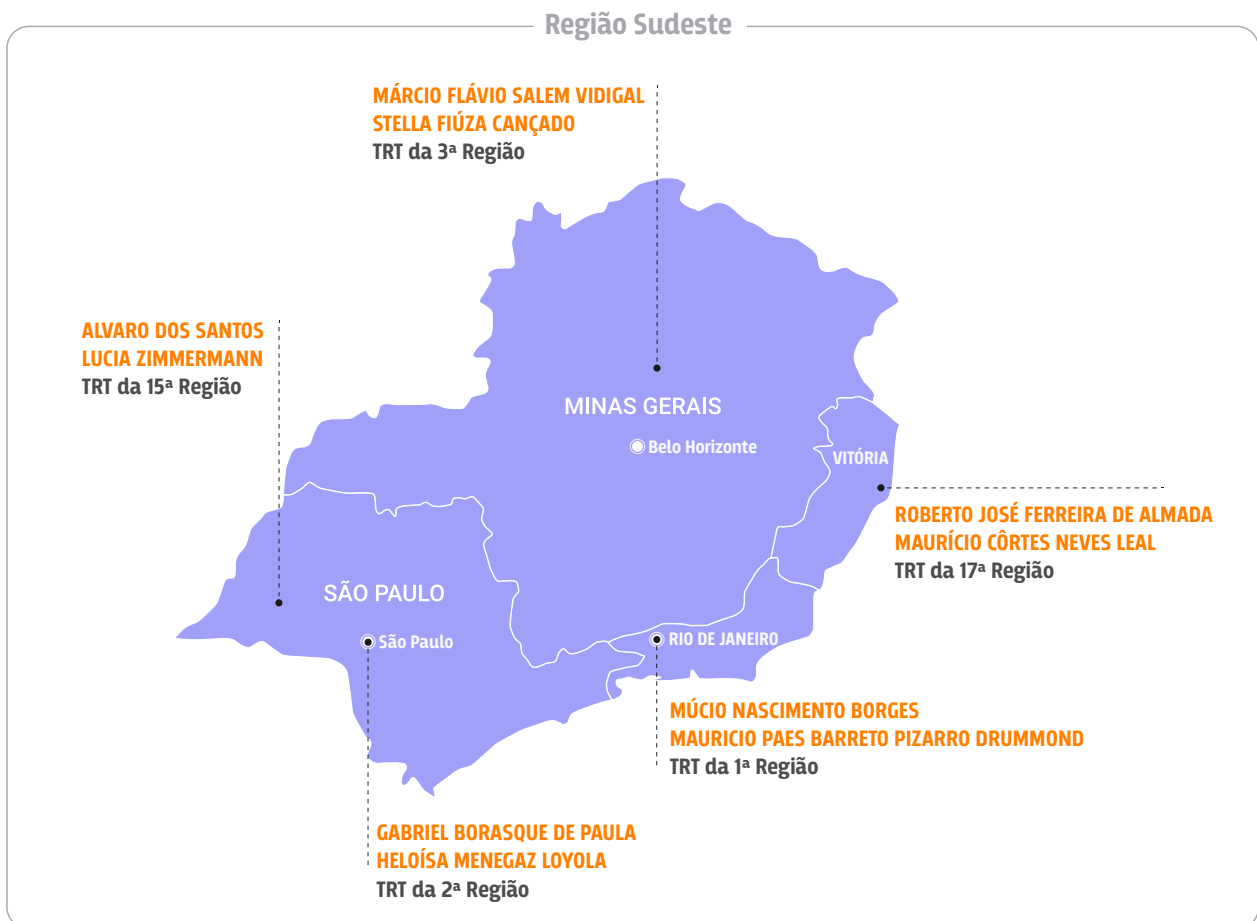 Região Sudeste
MÁRCIO FLÁVIO SALEM VIDIGAL
STELLA FIÚZA CANÇADO
TRT da 3ª Região
ALVARO DOS SANTOS
LUCIA ZIMMERMANN
TRT da 15ª Região
MINAS GERAIS
Belo Horizonte
VITÓRIA
ROBERTO JOSÉ FERREIRA DE ALMADA
MAURÍCIO CÔRTES NEVES LEAL
TRT da 17ª Região
SÃO PAULO
São Paulo
RIO DE JANEIRO
MÚCIO NASCIMENTO BORGES
MAURICIO PAES BARRETO PIZARRO DRUMMOND
TRT da 1ª Região
GABRIEL BORASQUE DE PAULA
HELOÍSA MENEGAZ LOYOLA
TRT da 2ª Região